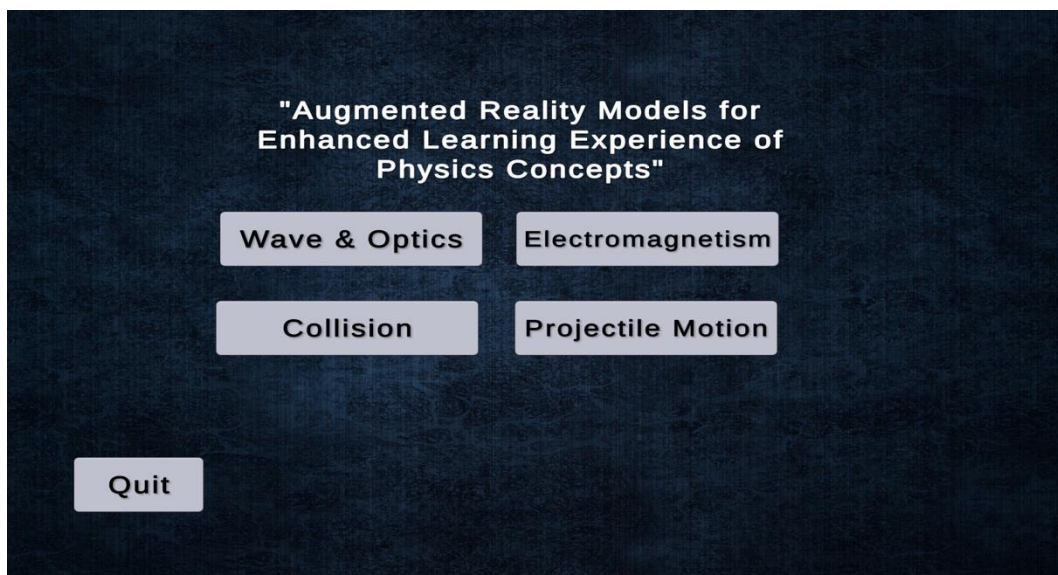 "Augmented Reality Models for
Enhanced Learning Experience of
Physics Concepts"
Wave & Optics
Electromagnetism
Collision
Projectile Motion
Quit